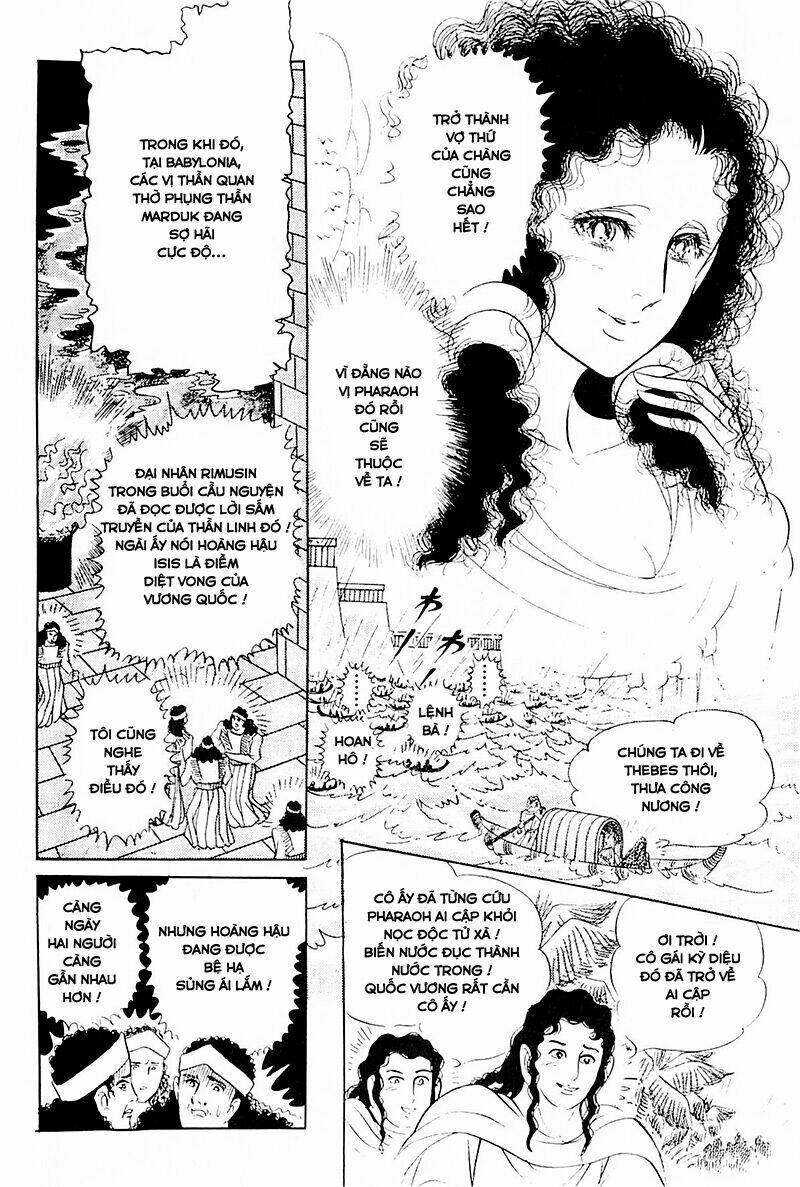 TRỞ THÀNH
VỢ THỨ
CỦA CHÀNG
CŨNG
CHẲNG
SAO
HẾT !
VÌ ĐẰNG NÀO
VỊ PHARAOH
ĐÓ RỒI
CŨNG
SẼ
THUỘC
VỀ TA !
わーわー!
LỆNH
BÀ !
HOAN
HÔ !
CHÚNG TA ĐI VỀ
THEBES THÔI,
THƯA CÔNG
NƯƠNG !
ƠI TRỜI !
CÔ GÁI KỲ DIỆU
ĐÓ ĐÃ TRỞ VỀ
AI CẬP
RỒI !
CÔ ẤY ĐÃ TỪNG CỨU
PHARAOH AI CẬP KHỎI
NỌC ĐỘC TỬ XÀ !
BIẾN NƯỚC ĐỤC THÀNH
NƯỚC TRONG !
QUỐC VƯƠNG RẤT CẦN
CÔ ẤY !
TRONG KHI ĐÓ,
TẠI BABYLONIA,
CÁC VỊ THẦN QUAN
THỜ PHỤNG THẦN
MARDUK ĐANG
SỢ HÃI
CỰC ĐỘ...
ĐẠI NHÂN RIMUSIN
TRONG BUỔI CẦU NGUYỆN
ĐÃ ĐỌC ĐƯỢC LỜI SẤM
TRUYỀN CỦA THẦN LINH ĐÓ !
NGÀI ẤY NÓI HOÀNG HẬU
ISIS LÀ ĐIỀM
DIỆT VONG CỦA
VƯƠNG QUỐC !
TÔI CŨNG
NGHE
THẤY
ĐIỀU ĐÓ !
NHƯNG HOÀNG HẬU
ĐANG ĐƯỢC
BỆ HẠ
SỦNG ÁI LẮM !
CÀNG
NGÀY
HAI NGƯỜI
CÀNG
GẦN NHAU
HƠN !